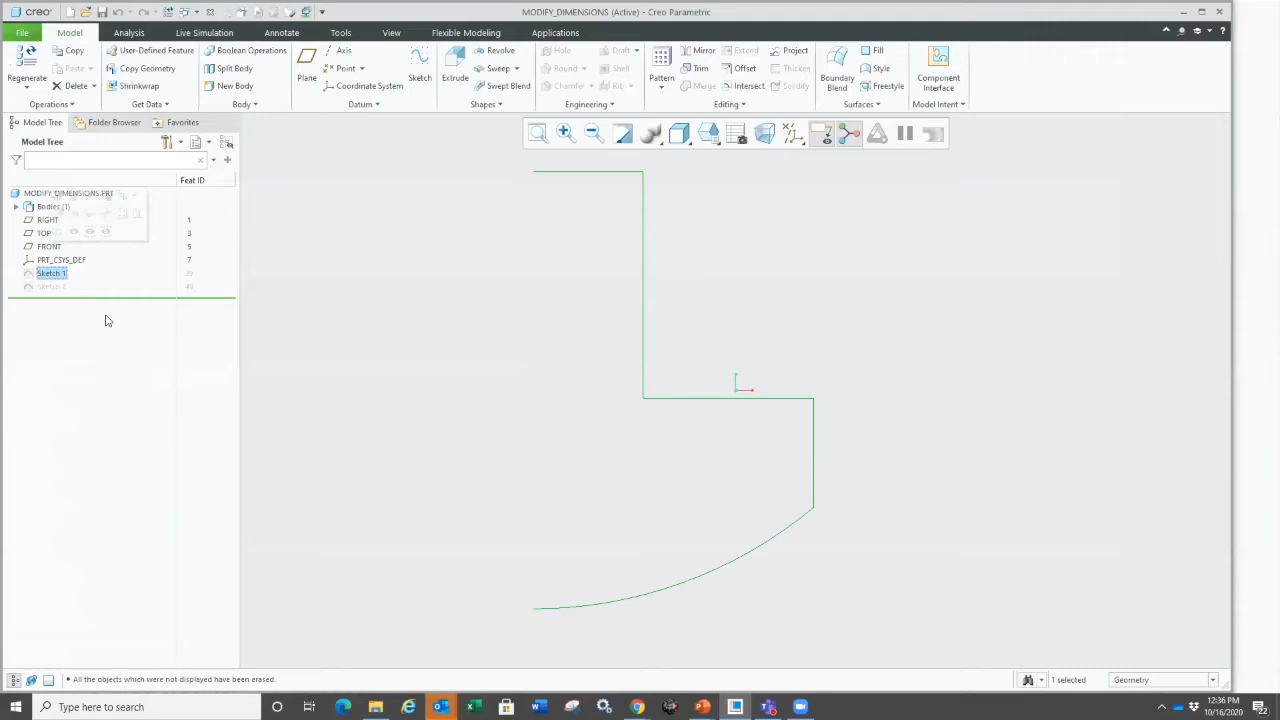 creo
MODIFY_DIMENSIONS (Active) - Creo Parametric
File Model Analysis Live Simulation Annotate Tools View Flexible Modeling Applications
Regenerate
Copy
Paste
Delete
Operations
User-Defined Feature
Copy Geometry
Shrinkwrap
Get Data
Boolean Operations
Split Body
New Body
Body
Plane
Axis
Point
Coordinate System
Sketch
Datum
Extrude
Revolve
Sweep
Swept Blend
Shapes
Hole
Round
Chamfer
Draft
Shell
Rib
Engineering
Pattern
Mirror
Trim
Merge
Extend
Offset
Intersect
Project
Thicken
Solidify
Editing
Boundary
Blend
Fill
Style
Freestyle
Surfaces
Component
Interface
Model Intent
Model Tree Folder Browser Favorites
Model Tree
Feat ID
MODIFY_DIMENSIONS.PRT
Bodies (1)
RIGHT 1
TOP 3
FRONT 5
PRT_CSYS_DEF 7
Sketch 1 39
Sketch 2 49
All the objects which were not displayed have been erased.
1 selected
Geometry
Type here to search
12:36 PM
10/16/2020
22